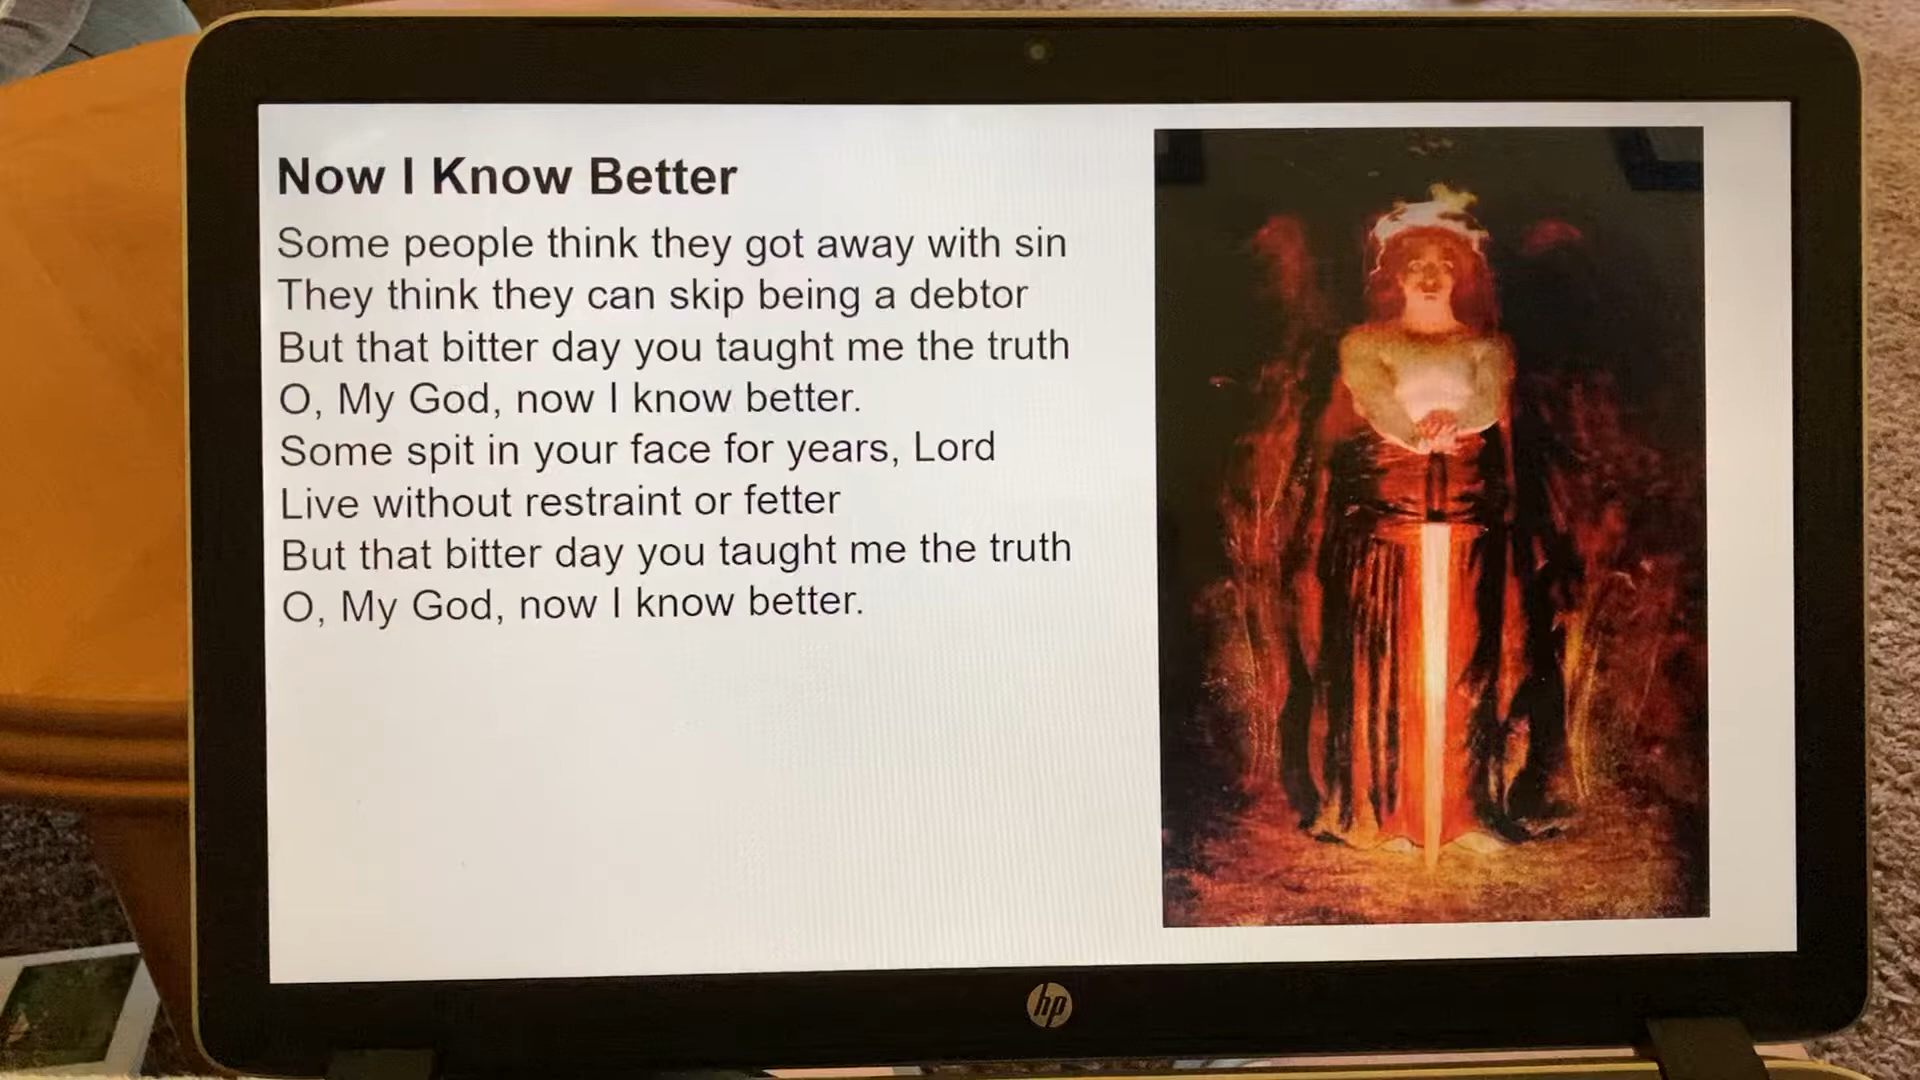 Now I Know Better
Some people think they got away with sin
They think they can skip being a debtor
But that bitter day you taught me the truth
O, My God, now I know better.
Some spit in your face for years, Lord
Live without restraint or fetter
But that bitter day you taught me the truth
O, My God, now I know better.
hp